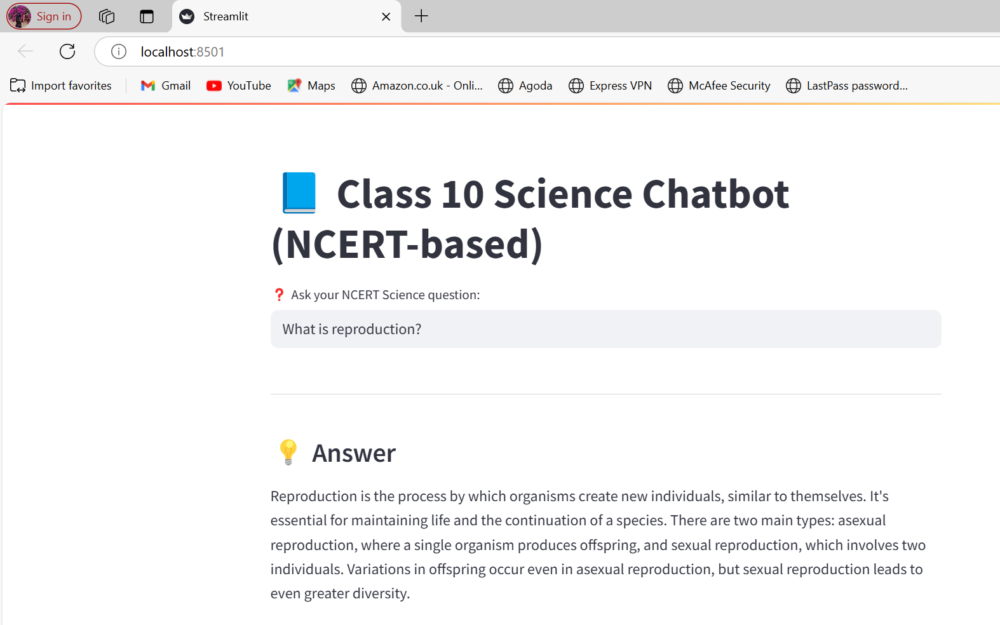 Sign in
Streamlit
localhost:8501
Import favorites Gmail YouTube Maps Amazon.co.uk - Onli... Agoda Express VPN McAfee Security LastPass password...
📘 Class 10 Science Chatbot
(NCERT-based)
❓ Ask your NCERT Science question:
What is reproduction?
💡 Answer
Reproduction is the process by which organisms create new individuals, similar to themselves. It's
essential for maintaining life and the continuation of a species. There are two main types: asexual
reproduction, where a single organism produces offspring, and sexual reproduction, which involves two
individuals. Variations in offspring occur even in asexual reproduction, but sexual reproduction leads to
even greater diversity.